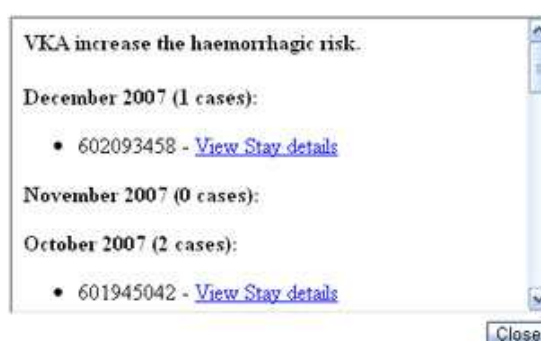 VKA increase the haemorrhagic risk.
December 2007 (1 cases):
• 602093458 - View Stay details
November 2007 (0 cases):
October 2007 (2 cases):
• 601945042 - View Stay details
Close